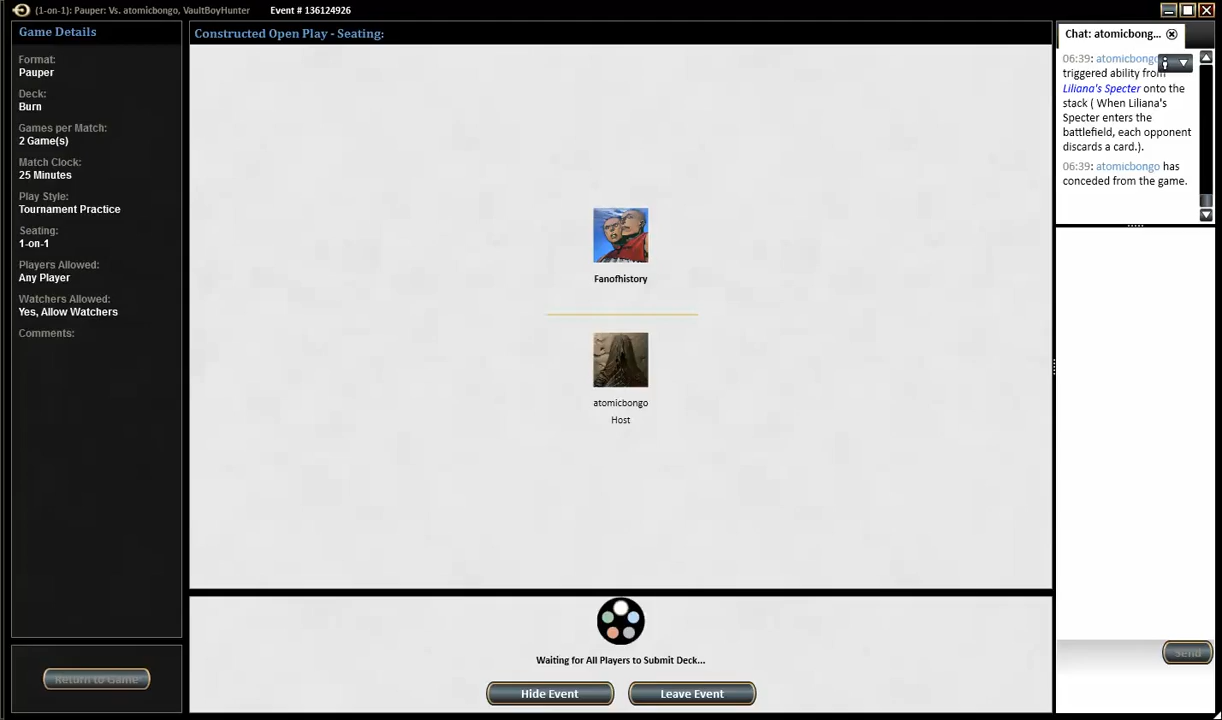 (1-on-1): Pauper: Vs. atomicbongo, VaultBoyHunter Event # 136124926
Game Details
Format:
Pauper
Deck:
Burn
Games per Match:
2 Game(s)
Match Clock:
25 Minutes
Play Style:
Tournament Practice
Seating:
1-on-1
Players Allowed:
Any Player
Watchers Allowed:
Yes, Allow Watchers
Comments:
Return to Game
Constructed Open Play - Seating:
Fanofhistory
atomicbongo
Host
Waiting for All Players to Submit Deck...
Hide Event Leave Event
Chat: atomicbong...
06:39: atomicbongo
triggered ability from
Liliana's Specter onto the
stack ( When Liliana's
Specter enters the
battlefield, each opponent
discards a card.).
06:39: atomicbongo has
conceded from the game.
Send